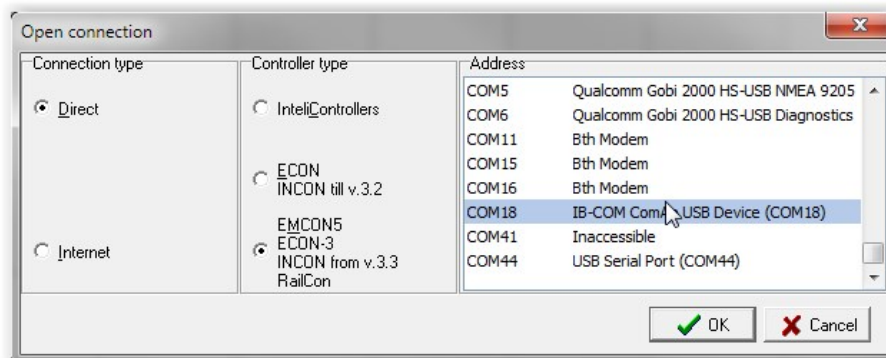 Open connection
Connection type
Direct
Internet
Controller type
InteliControllers
ECON
INCON till v.3.2
EMCON5
ECON-3
INCON from v.3.3
RailCon
Address
COM5 Qualcomm Gobi 2000 HS-USB NMEA 9205
COM6 Qualcomm Gobi 2000 HS-USB Diagnostics
COM11 Bth Modem
COM15 Bth Modem
COM16 Bth Modem
COM18 IB-COM USB Device (COM18)
COM41 Inaccessible
COM44 USB Serial Port (COM44)
OK
Cancel